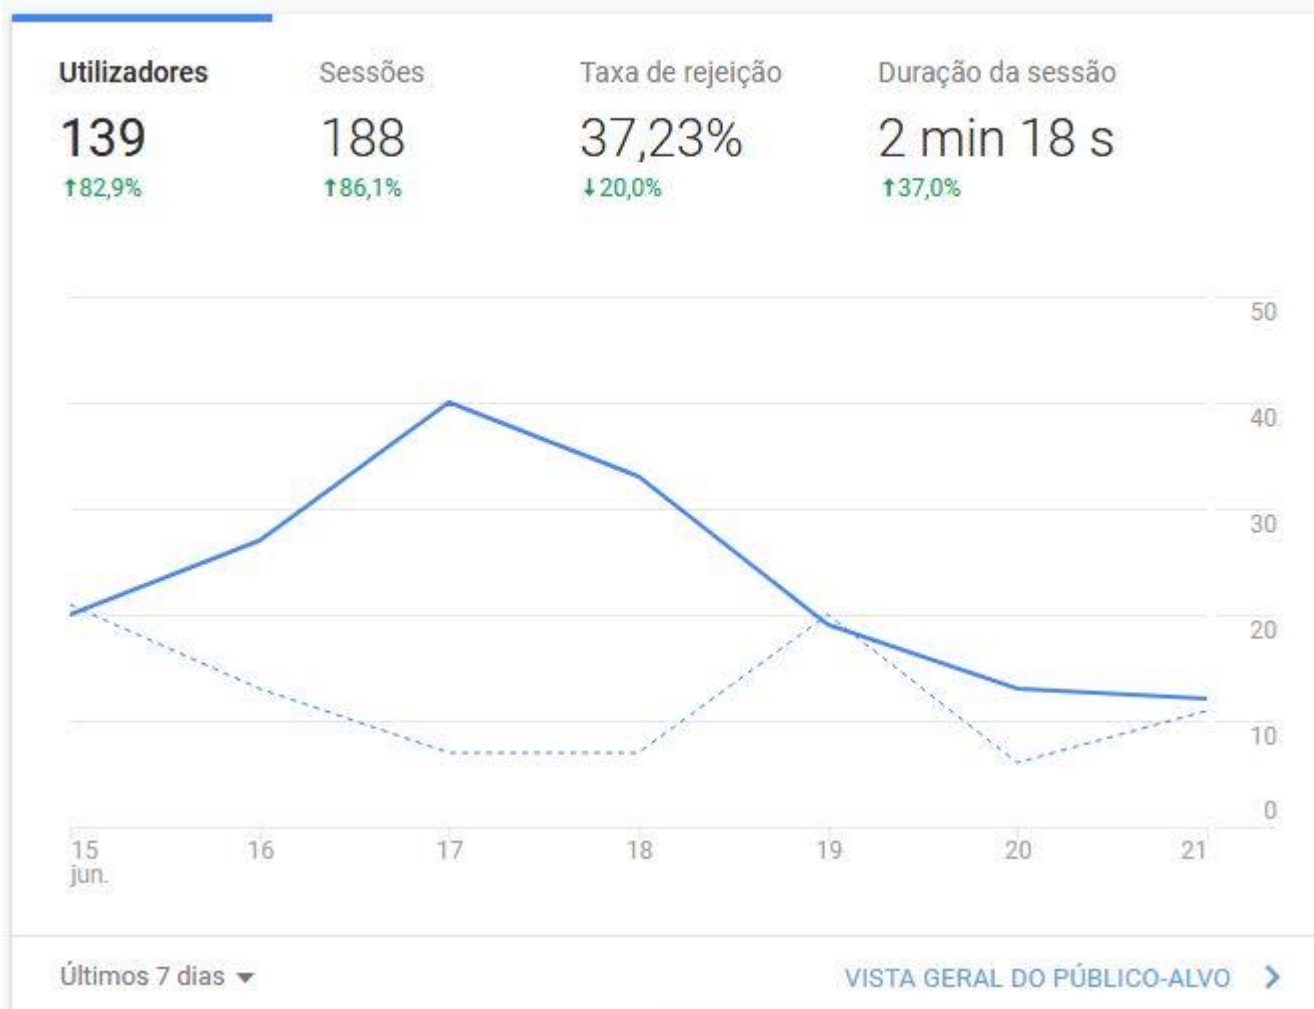 Utilizadores Sessões Taxa de rejeição Duração da sessão
139 188 37,23% 2 min 18 s
↑82,9% ↑86,1% ↓20,0% ↑37,0%
50
40
30
20
10
0
15 16 17 18 19 20 21
jun.
Últimos 7 dias VISTA GERAL DO PÚBLICO-ALVO